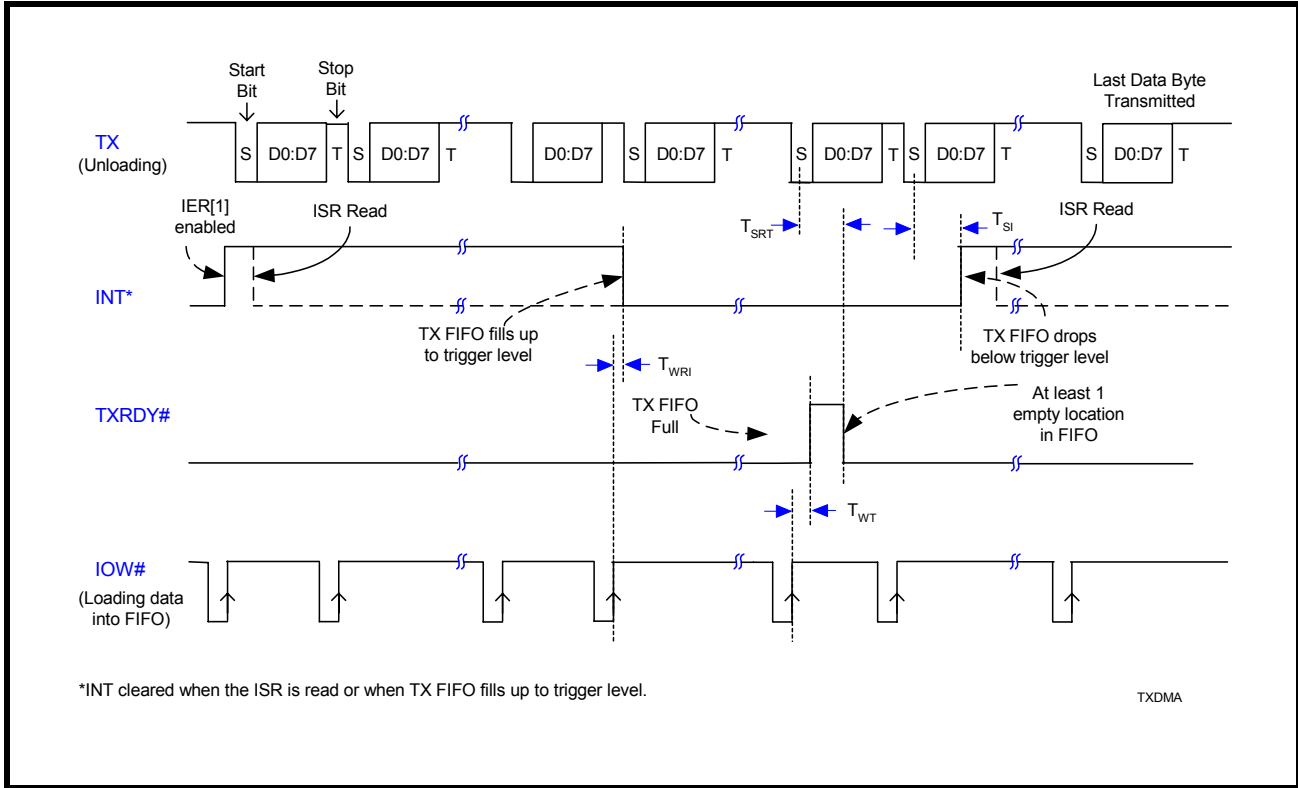 Start
Bit
Stop
Bit
Last Data Byte
Transmitted
TX
(Unloading)
S D0:D7 T S D0:D7 T D0:D7 S D0:D7 T S D0:D7 T S D0:D7 T S D0:D7 T
IER[1]
enabled
ISR Read
TSRT
TSI
ISR Read
INT*
TX FIFO fills up
to trigger level
TX FIFO drops
below trigger level
TWRI
TXRDY#
TX FIFO
Full
At least 1
empty location
in FIFO
TWT
IOW#
(Loading data
into FIFO)
*INT cleared when the ISR is read or when TX FIFO fills up to trigger level.
TXDMA